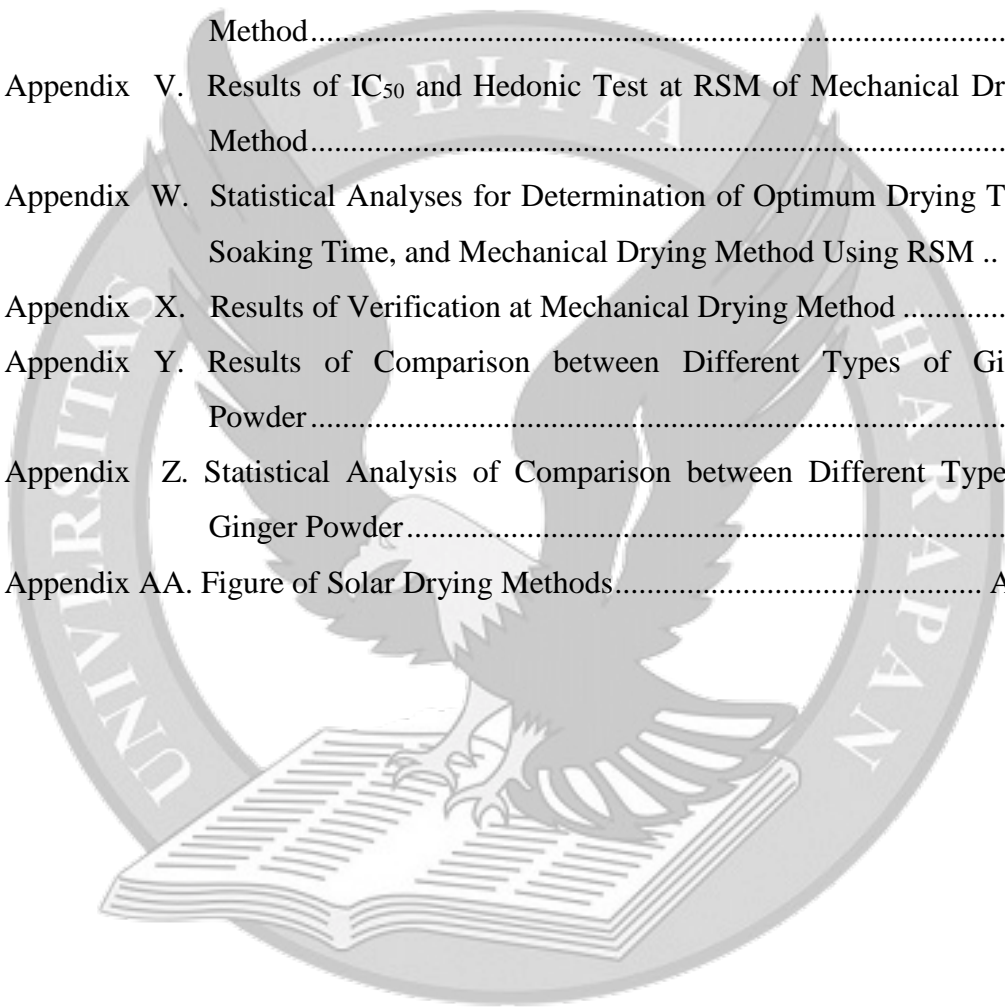 Method..............................................................................
Appendix V. Results of IC50 and Hedonic Test at RSM of Mechanical Dr
Method..............................................................................
Appendix W. Statistical Analyses for Determination of Optimum Drying T
Soaking Time, and Mechanical Drying Method Using RSM ..
Appendix X. Results of Verification at Mechanical Drying Method .............
Appendix Y. Results of Comparison between Different Types of Gi
Powder..............................................................................
Appendix Z. Statistical Analysis of Comparison between Different Type
Ginger Powder....................................................................
Appendix AA. Figure of Solar Drying Methods....................................... A
UNIVERSITAS PELITA HARAPAN